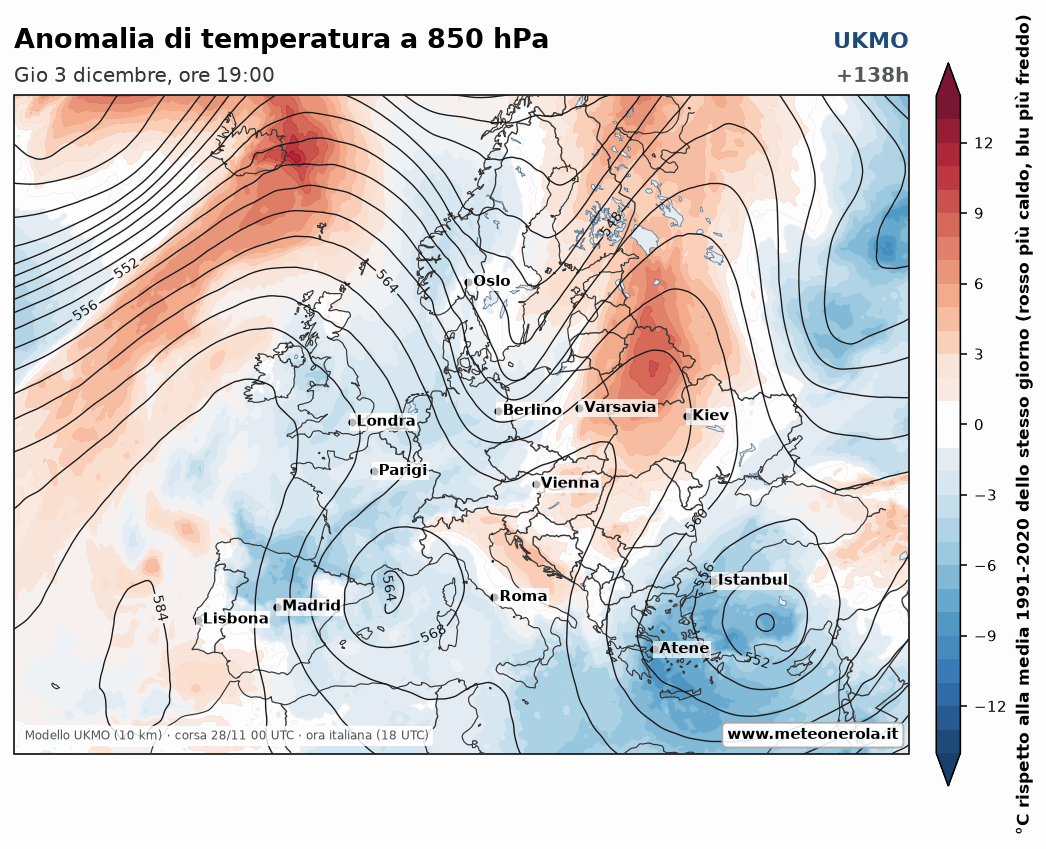 Anomalia di temperatura a 850 hPa
UKMO
Gio 3 dicembre, ore 19:00
+138h
552
556
564
548
Oslo
Berlino
Varsavia
Kiev
Londra
Parigi
Vienna
560
556
564
568
584
Istanbul
Roma
Madrid
Lisbona
Atene
552
Modello UKMO (10 km) · corsa 28/11 00 UTC · ora italiana (18 UTC)
www.meteonerola.it
12
9
6
3
0
−3
−6
−9
−12
°C rispetto alla media 1991-2020 dello stesso giorno (rosso più caldo, blu più freddo)